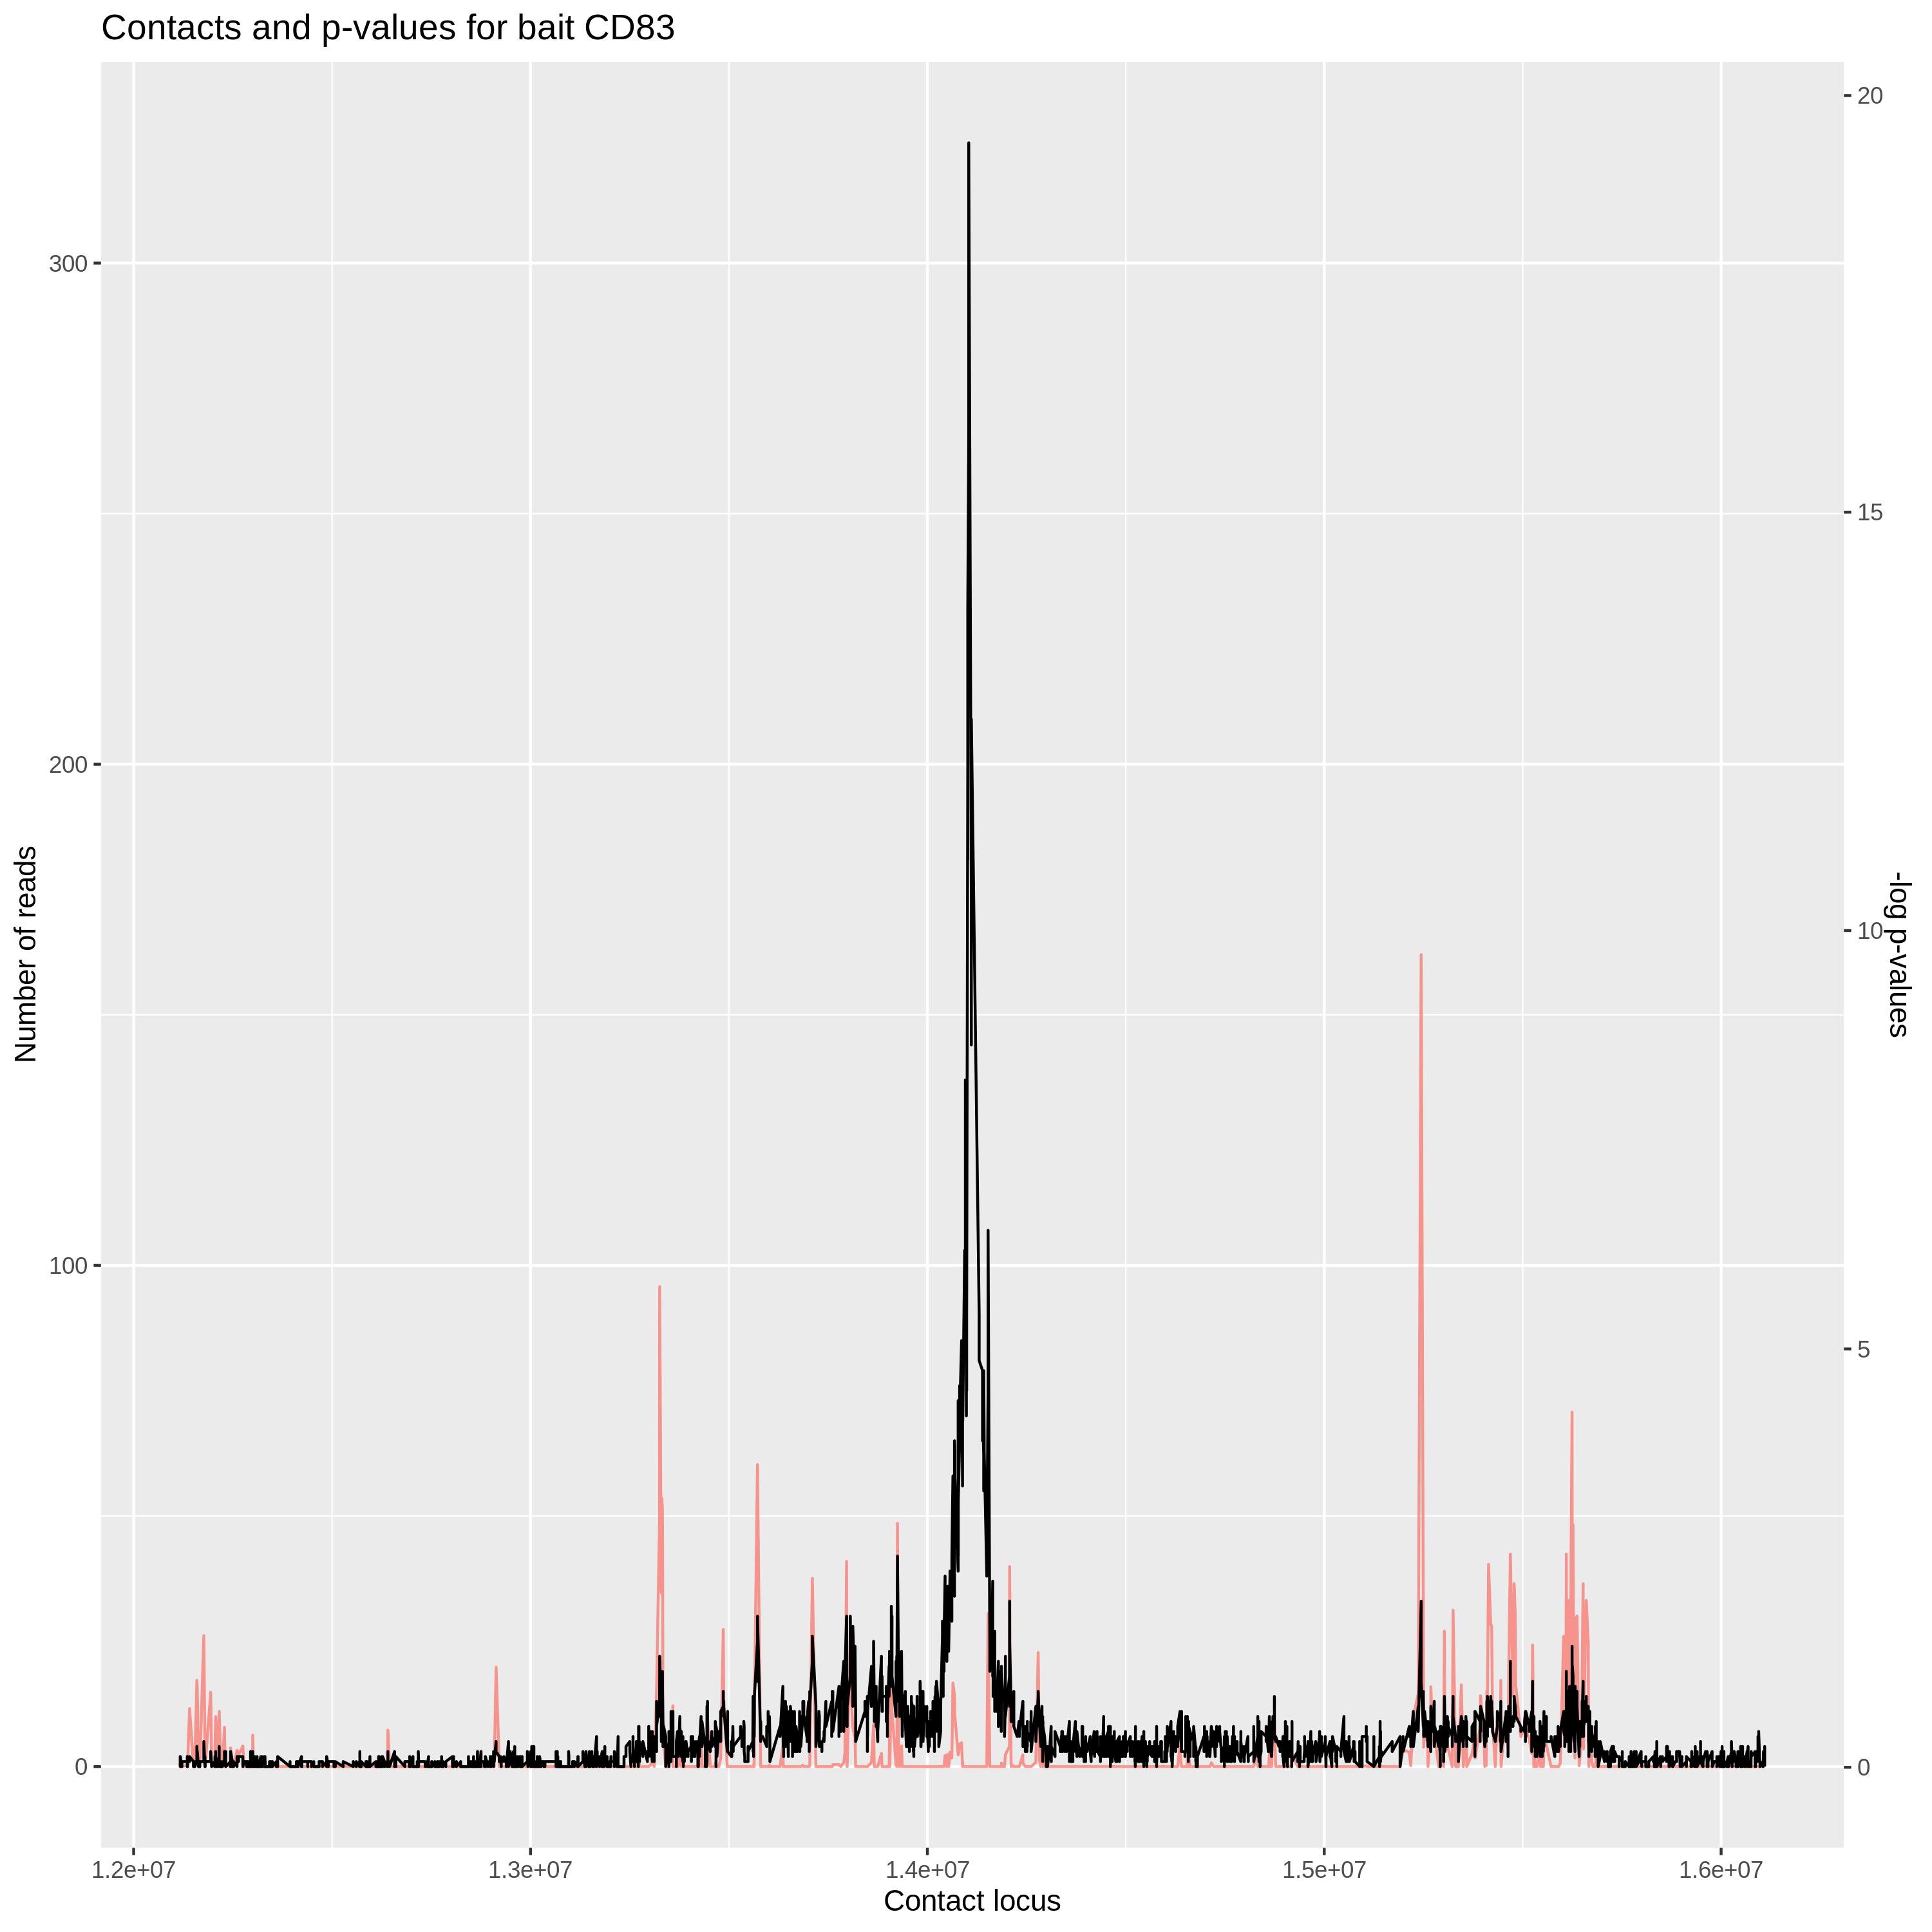 Contacts and p-values for bait CD83
300
200
100
0
Number of reads
20
15
10
5
0
-log p-values
1.2e+07
1.3e+07
1.4e+07
1.5e+07
1.6e+07
Contact locus